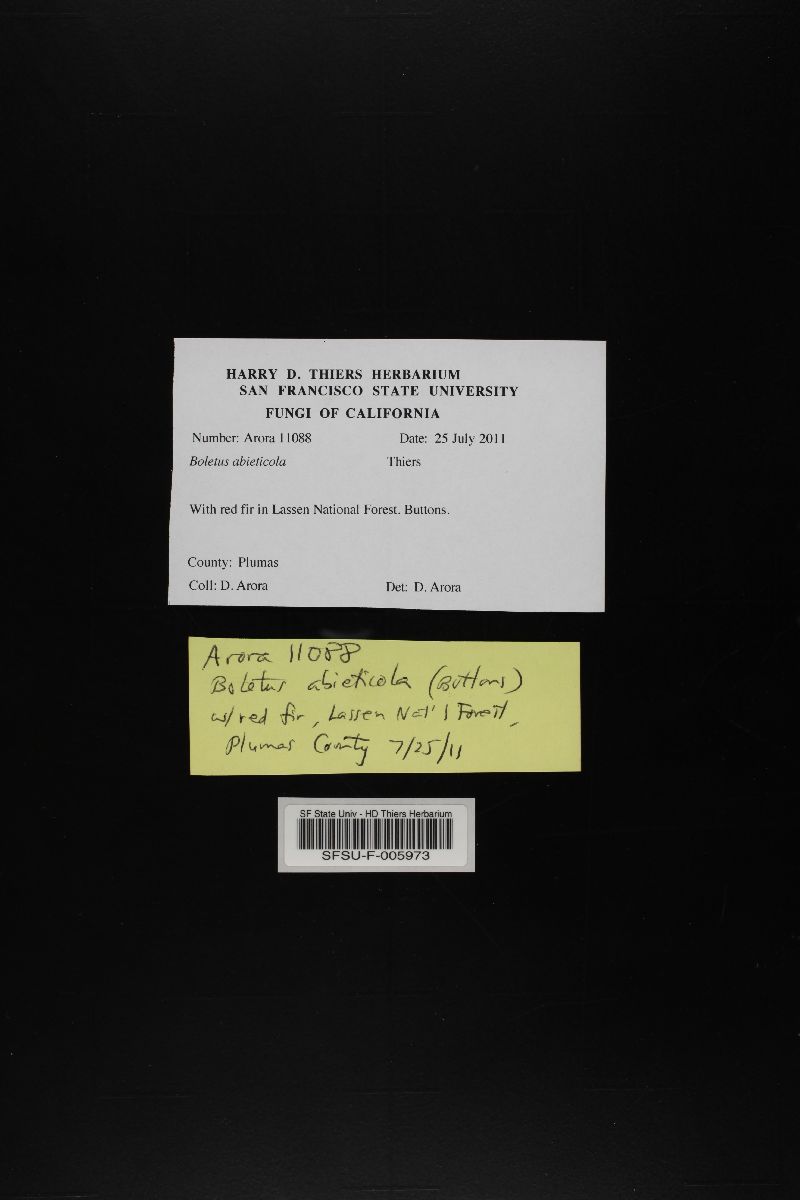 HARRY D. THIERS HERBARIUM
SAN FRANCISCO STATE UNIVERSITY
FUNGI OF CALIFORNIA
Number: Arora 11088 Date: 25 July 2011
Boletus abieticola Thiers
With red fir in Lassen National Forest. Buttons.
County: Plumas
Coll: D. Arora Det: D. Arora
Arora 11088
Boletus abieticola (Buttons)
w/ red fir, Lassen Nat'l Forest,
Plumas County 7/25/11
SF State Univ - HD Thiers Herbarium
SFSU-F-005973